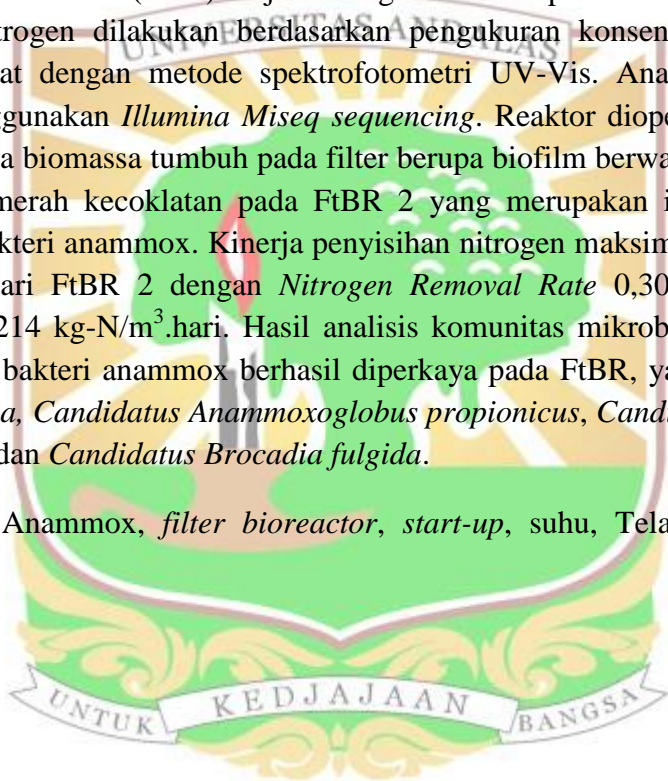 UNIVERSITAS ANDALAS
trogen dilakukan berdasarkan pengukuran konsen
at dengan metode spektrofotometri UV-Vis. Ana
ggunakan Illumina Miseq sequencing. Reaktor diope
a biomassa tumbuh pada filter berupa biofilm berwa
merah kecoklatan pada FtBR 2 yang merupakan i
kteri anammox. Kinerja penyisihan nitrogen maksim
ari FtBR 2 dengan Nitrogen Removal Rate 0,30
214 kg-N/m³.hari. Hasil analisis komunitas mikrob
bakteri anammox berhasil diperkaya pada FtBR, ya
a, Candidatus Anammoxoglobus propionicus, Cand
dan Candidatus Brocadia fulgida.
Anammox, filter bioreactor, start-up, suhu, Tela
UNTUK KEDJAJAAN BANGSA